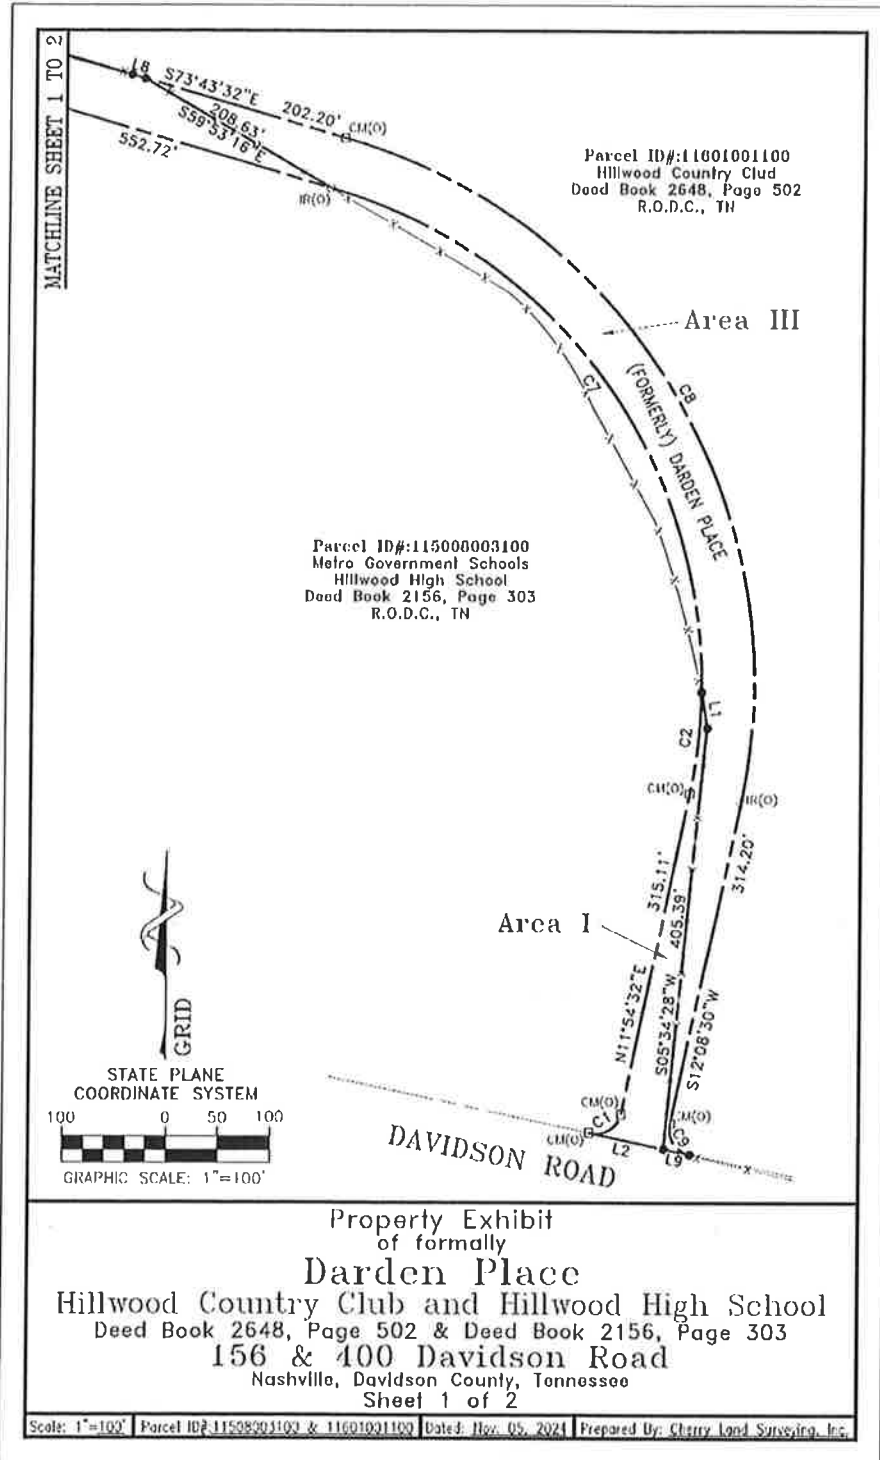 MATCHLINE SHEET 1 TO 2
L8
S73°43'32"E
202.20'
CM(O)
208.63'
S59°53'16"E
552.72'
IR(O)
Parcel ID#:11601001100
Hillwood Country Clud
Deed Book 2648, Page 502
R.O.D.C., TN
Area III
C7
C8
(FORMERLY) DARDEN PLACE
Parcel ID#:115000003100
Metro Government Schools
Hillwood High School
Deed Book 2156, Page 303
R.O.D.C., TN
L1
C2
CM(O)
IR(O)
315.11'
405.39'
314.20'
Area I
N11°54'32"E
S05°34'28"W
S12°08'30"W
GRID
STATE PLANE
COORDINATE SYSTEM
100 0 50 100
GRAPHIC SCALE: 1"=100'
CM(O)
CM(O)
C1
C9
CM(O)
L2
L9
DAVIDSON ROAD
Property Exhibit
of formally
Darden Place
Hillwood Country Club and Hillwood High School
Deed Book 2648, Page 502 & Deed Book 2156, Page 303
156 & 400 Davidson Road
Nashville, Davidson County, Tennessee
Sheet 1 of 2
Scale: 1"=100' Parcel ID# & 11601001100 Dated: Nov. 05, 2024 Prepared By: Cherry Land Surveying, Inc.